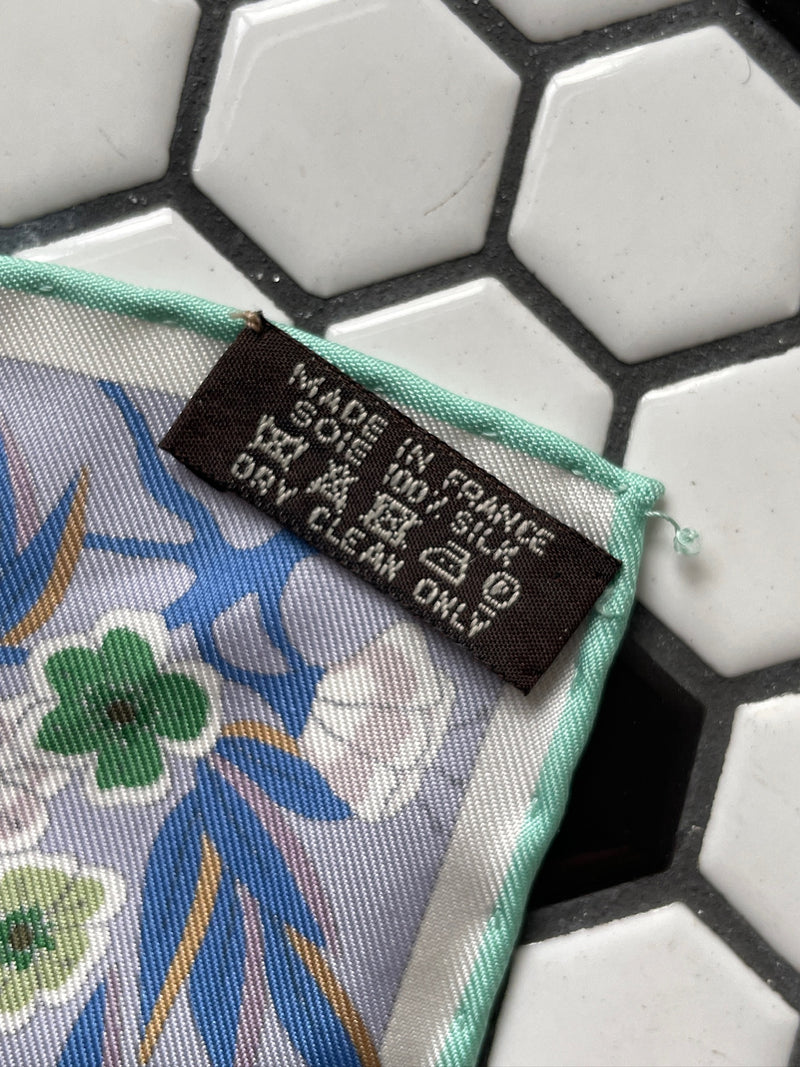 MADE IN FRANCE
SOIE 100% SILK
P
DRY CLEAN ONLY